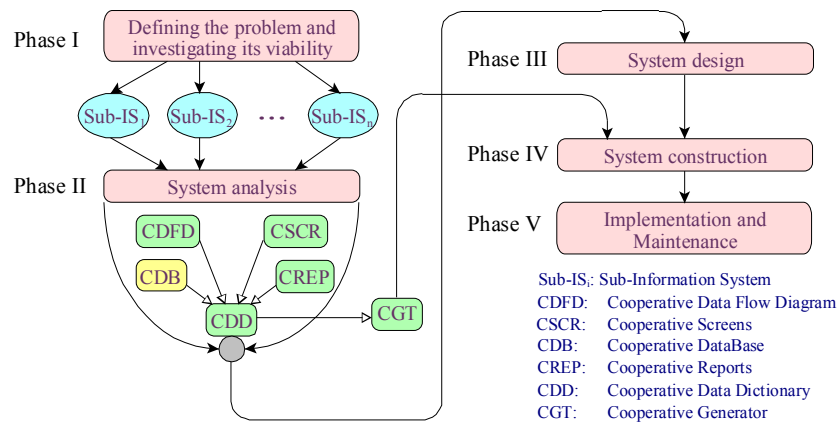 Phase I
Defining the problem and
investigating its viability
Sub-IS1
Sub-IS2
...
Sub-ISn
Phase II
System analysis
CDFD
CSCR
CDB
CREP
CDD
CGT
Phase III
System design
Phase IV
System construction
Phase V
Implementation and
Maintenance
Sub-ISi: Sub-Information System
CDFD: Cooperative Data Flow Diagram
CSCR: Cooperative Screens
CDB: Cooperative DataBase
CREP: Cooperative Reports
CDD: Cooperative Data Dictionary
CGT: Cooperative Generator